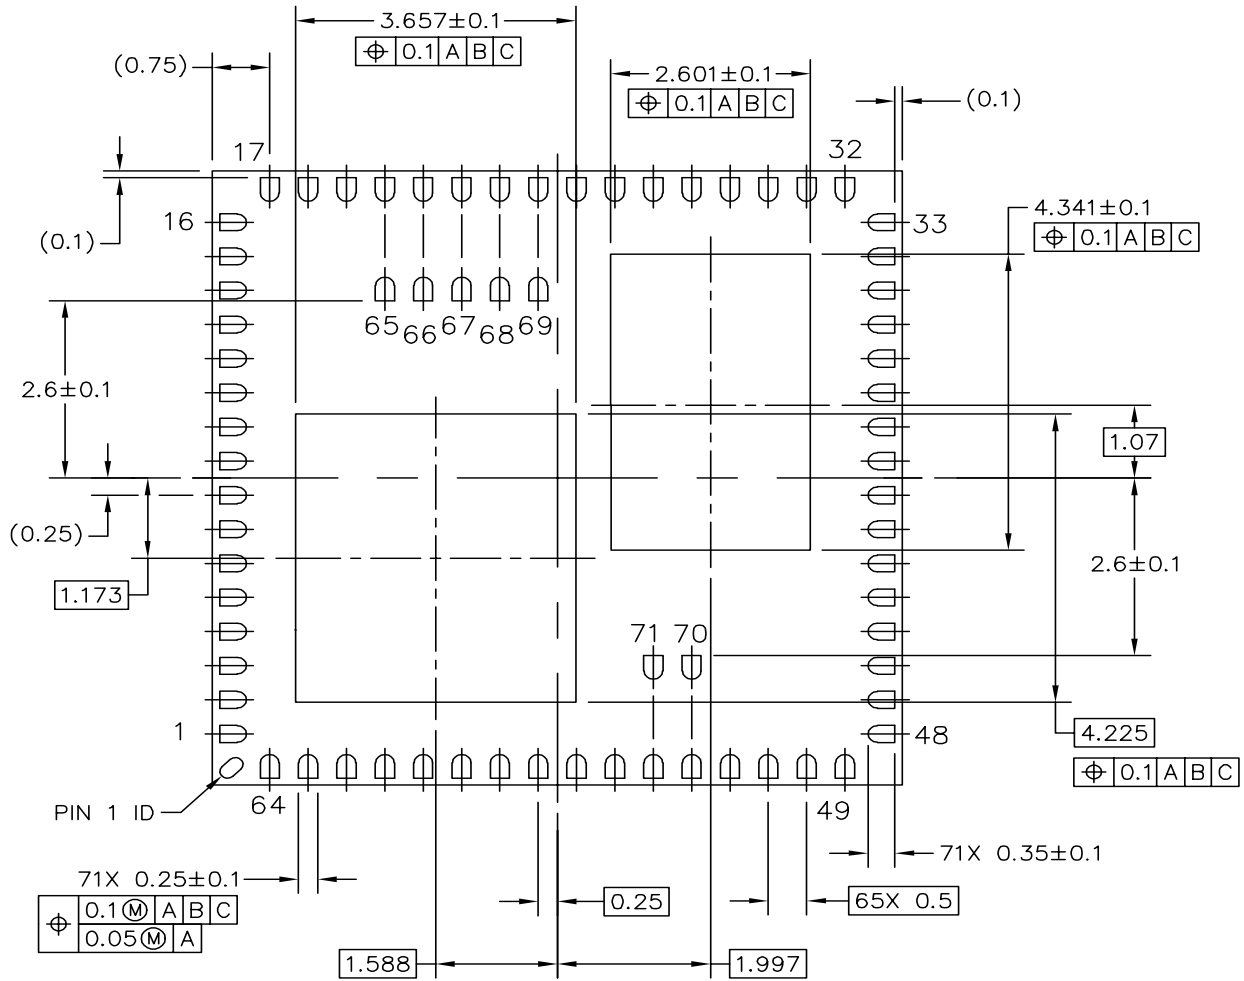 3.657±0.1
⌖ 0.1 A B C
(0.75)
2.601±0.1
⌖ 0.1 A B C
(0.1)
17
32
16
33
4.341±0.1
⌖ 0.1 A B C
(0.1)
65 66 67 68 69
2.6±0.1
1.07
(0.25)
2.6±0.1
1.173
71 70
1
48
4.225
⌖ 0.1 A B C
PIN 1 ID
64
49
71X 0.35±0.1
71X 0.25±0.1
0.25
65X 0.5
⌖ 0.1 Ⓜ A B C
0.05 Ⓜ A
1.588
1.997